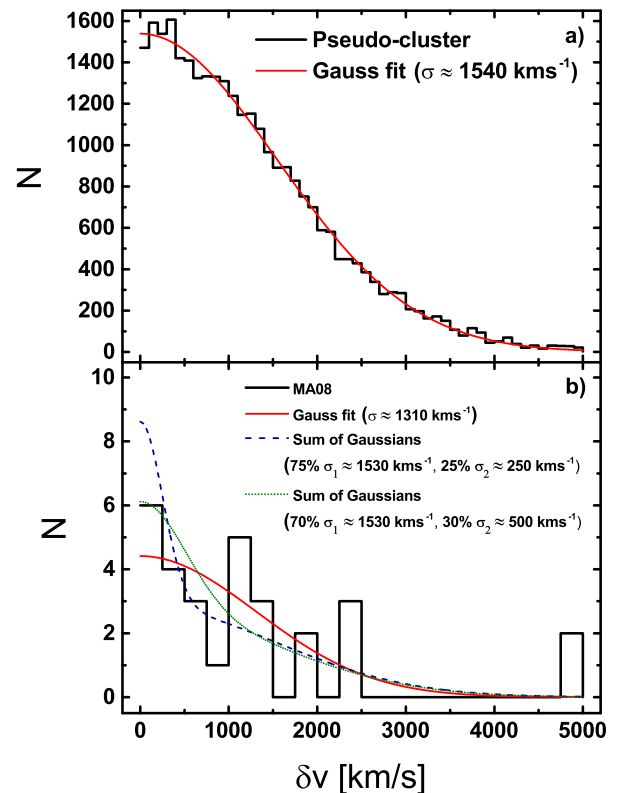 1600
1400
1200
1000
800
600
400
200
0
N
a)
Pseudo-cluster
Gauss fit (σ ≈ 1540 kms⁻¹)
10
8
6
4
2
0
N
b)
MA08
Gauss fit (σ ≈ 1310 kms⁻¹)
Sum of Gaussians
(75% σ₁ ≈ 1530 kms⁻¹, 25% σ₂ ≈ 250 kms⁻¹)
Sum of Gaussians
(70% σ₁ ≈ 1530 kms⁻¹, 30% σ₂ ≈ 500 kms⁻¹)
0 1000 2000 3000 4000 5000
δv [km/s]